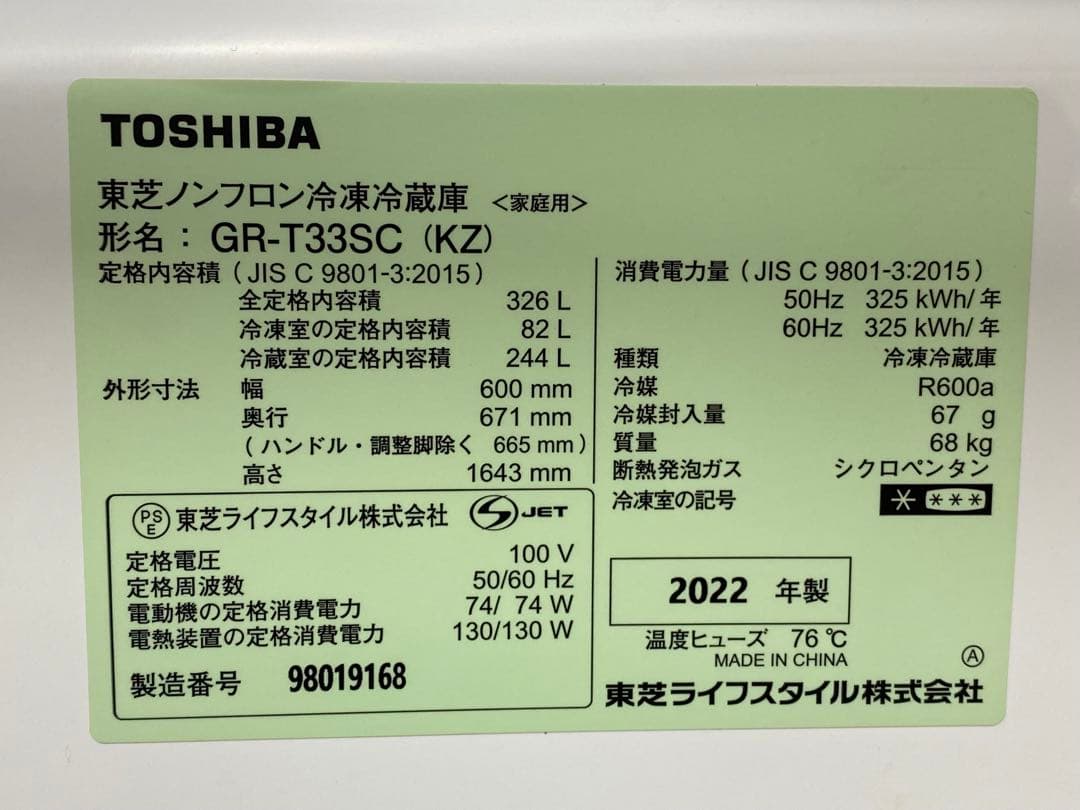 TOSHIBA
東芝ノンフロン冷凍冷蔵庫 <家庭用>
形名：GR-T33SC (KZ)
定格内容積 (JIS C 9801-3:2015)
全定格内容積 326 L
冷凍室の定格内容積 82 L
冷蔵室の定格内容積 244 L
外形寸法 幅 600 mm
奥行 671 mm
(ハンドル・調整脚除く 665 mm)
高さ 1643 mm
消費電力量 (JIS C 9801-3:2015)
50Hz 325 kWh/年
60Hz 325 kWh/年
種類 冷凍冷蔵庫
冷媒 R600a
冷媒封入量 67 g
質量 68 kg
断熱発泡ガス シクロペンタン
冷凍室の記号 * ***
PSE 東芝ライフスタイル株式会社 S JET
定格電圧 100 V
定格周波数 50/60 Hz
電動機の定格消費電力 74/ 74 W
電熱装置の定格消費電力 130/130 W
製造番号 98019168
2022 年製
温度ヒューズ 76℃
MADE IN CHINA Ⓐ
東芝ライフスタイル株式会社